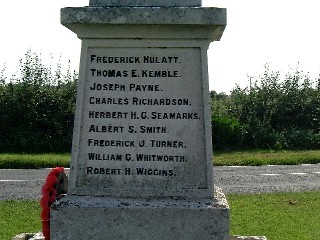 Frederick Hulatt.
Thomas E. Kemble.
Joseph Payne.
Charles Richardson.
Herbert H. G. Seamarks.
Albert S. Smith.
Frederick J. Turner.
William G. Whitworth.
Robert H. Wiggins.